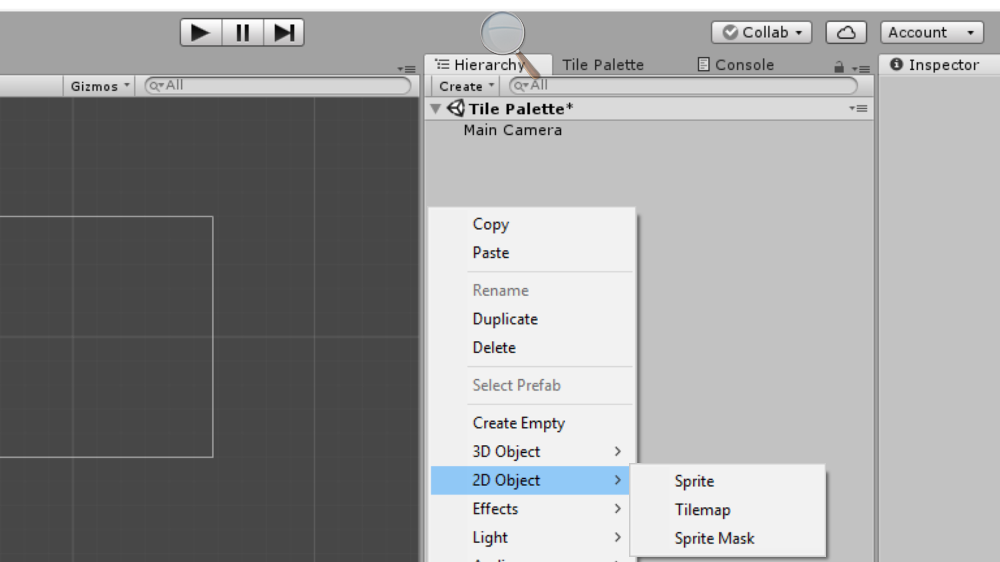 Collab
Account
Hierarchy
Tile Palette
Console
Inspector
Gizmos
All
Create
All
Tile Palette*
Main Camera
Copy
Paste
Rename
Duplicate
Delete
Select Prefab
Create Empty
3D Object
2D Object
Sprite
Effects
Tilemap
Light
Sprite Mask